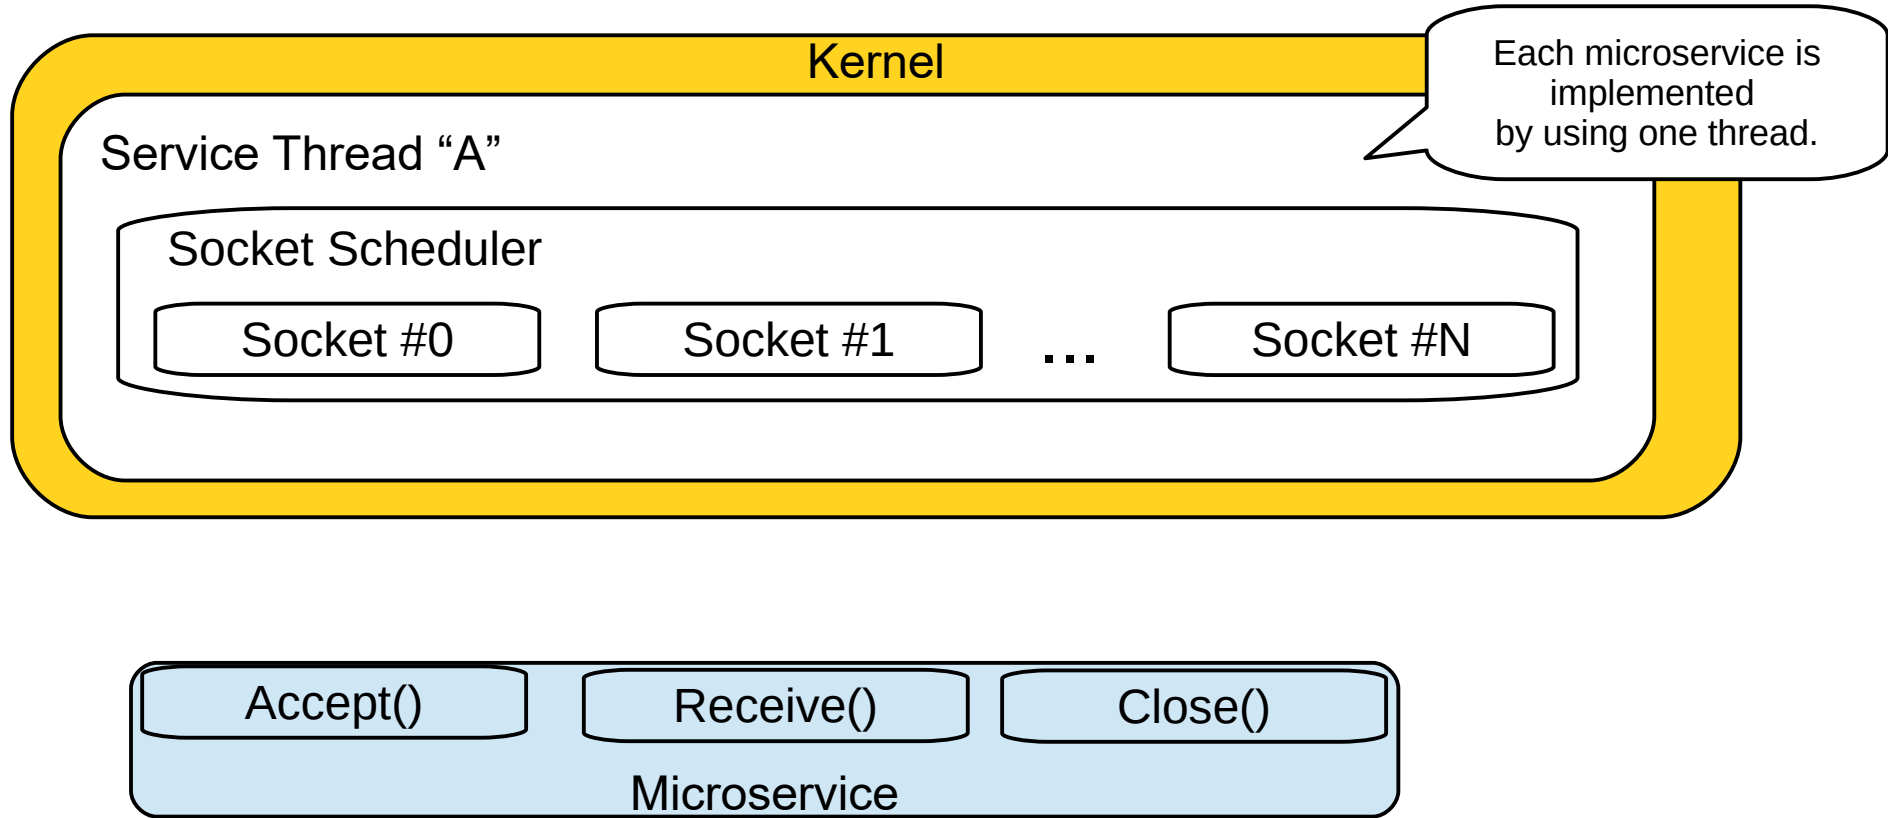 Kernel
Each microservice is
implemented
by using one thread.
Service Thread “A”
Socket Scheduler
Socket #0
Socket #1
...
Socket #N
Accept()
Receive()
Close()
Microservice